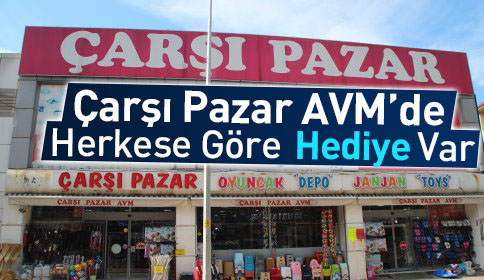 ÇARŞI PAZAR
Çarşı Pazar AVM'de
Herkese Göre Hediye Var
ÇARŞI PAZAR OYUNCAK "DEPO" JANJAN "TOYS"
ÇARŞI PAZAR AVM ÇARŞI PAZAR AVM ÇARŞI PAZAR AVM